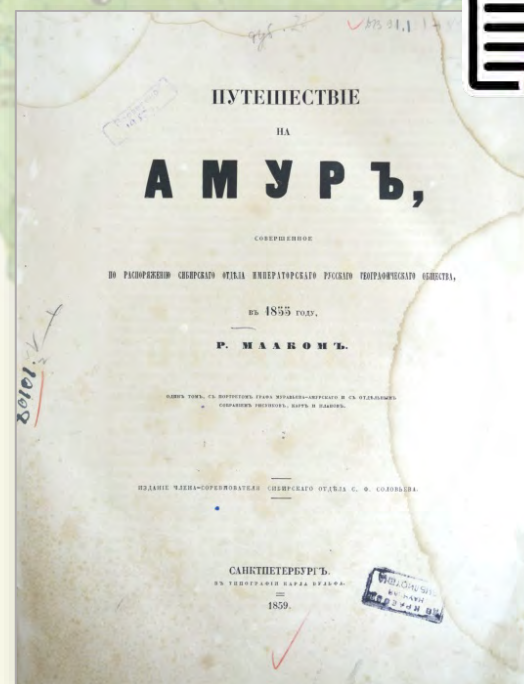 ПУТЕШЕСТВІЕ
НА
АМУРЪ,
СОВЕРШЕННОЕ
ПО РАСПОРЯЖЕНІЮ СИБИРСКАГО ОТДѢЛА ИМПЕРАТОРСКАГО РУССКАГО ГЕОГРАФИЧЕСКАГО ОБЩЕСТВА,
ВЪ 1855 ГОДУ,
Р. МААКОМЪ.
ОДИНЪ ТОМЪ, СЪ ПОРТРЕТОМЪ ГРАФА МУРАВЬЕВА-АМУРСКАГО И СЪ ОТДѢЛЬНЫМЪ
СОБРАНІЕМЪ РИСУНКОВЪ, КАРТЪ И ПЛАНОВЪ.
ИЗДАНІЕ ЧЛЕНА-СОРЕВНОВАТЕЛЯ СИБИРСКАГО ОТДѢЛА С. Ѳ. СОЛОВЬЕВА.
САНКТПЕТЕРБУРГЪ.
ВЪ ТИПОГРАФІИ КАРЛА ВУЛЬФА.
1859.